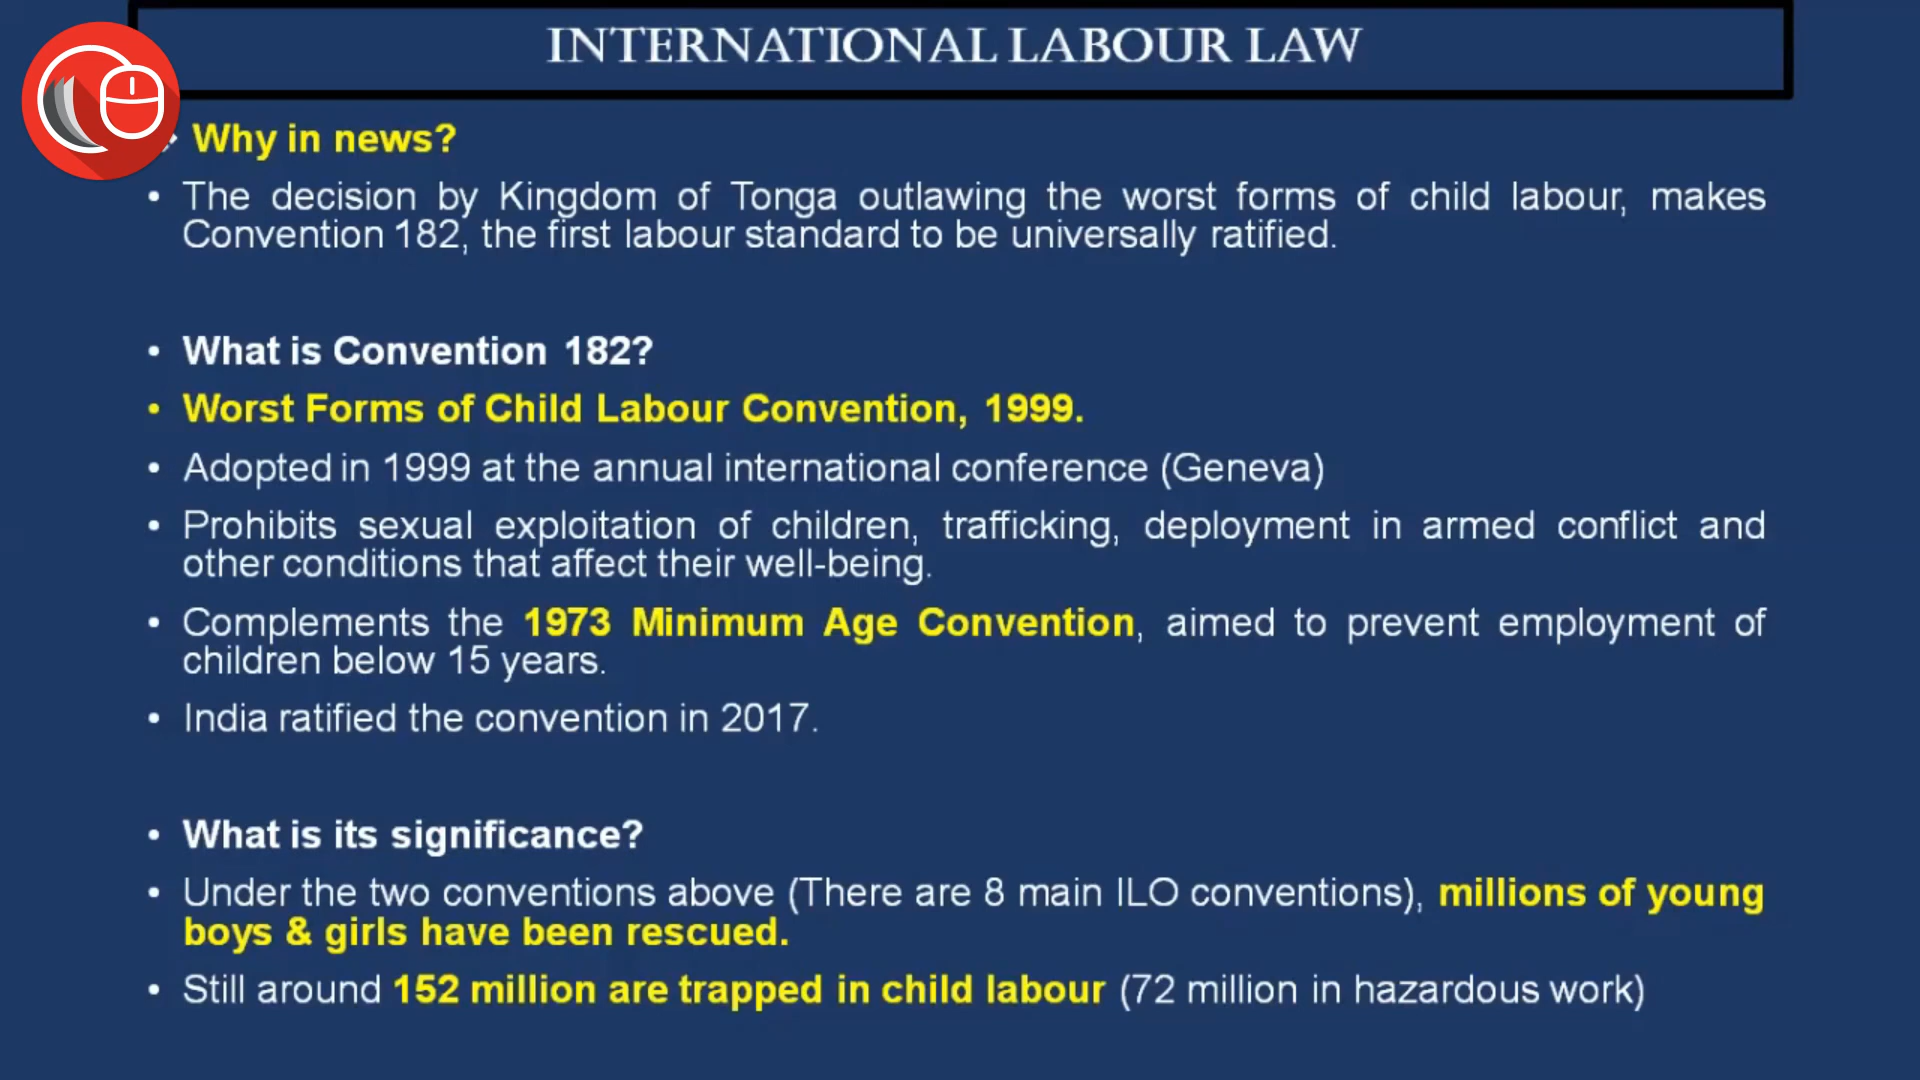 INTERNATIONAL LABOUR LAW
Why in news?
• The decision by Kingdom of Tonga outlawing the worst forms of child labour, makes
Convention 182, the first labour standard to be universally ratified.
• What is Convention 182?
• Worst Forms of Child Labour Convention, 1999.
• Adopted in 1999 at the annual international conference (Geneva)
• Prohibits sexual exploitation of children, trafficking, deployment in armed conflict and
other conditions that affect their well-being.
• Complements the 1973 Minimum Age Convention, aimed to prevent employment of
children below 15 years.
• India ratified the convention in 2017.
• What is its significance?
• Under the two conventions above (There are 8 main ILO conventions), millions of young
boys & girls have been rescued.
• Still around 152 million are trapped in child labour (72 million in hazardous work)